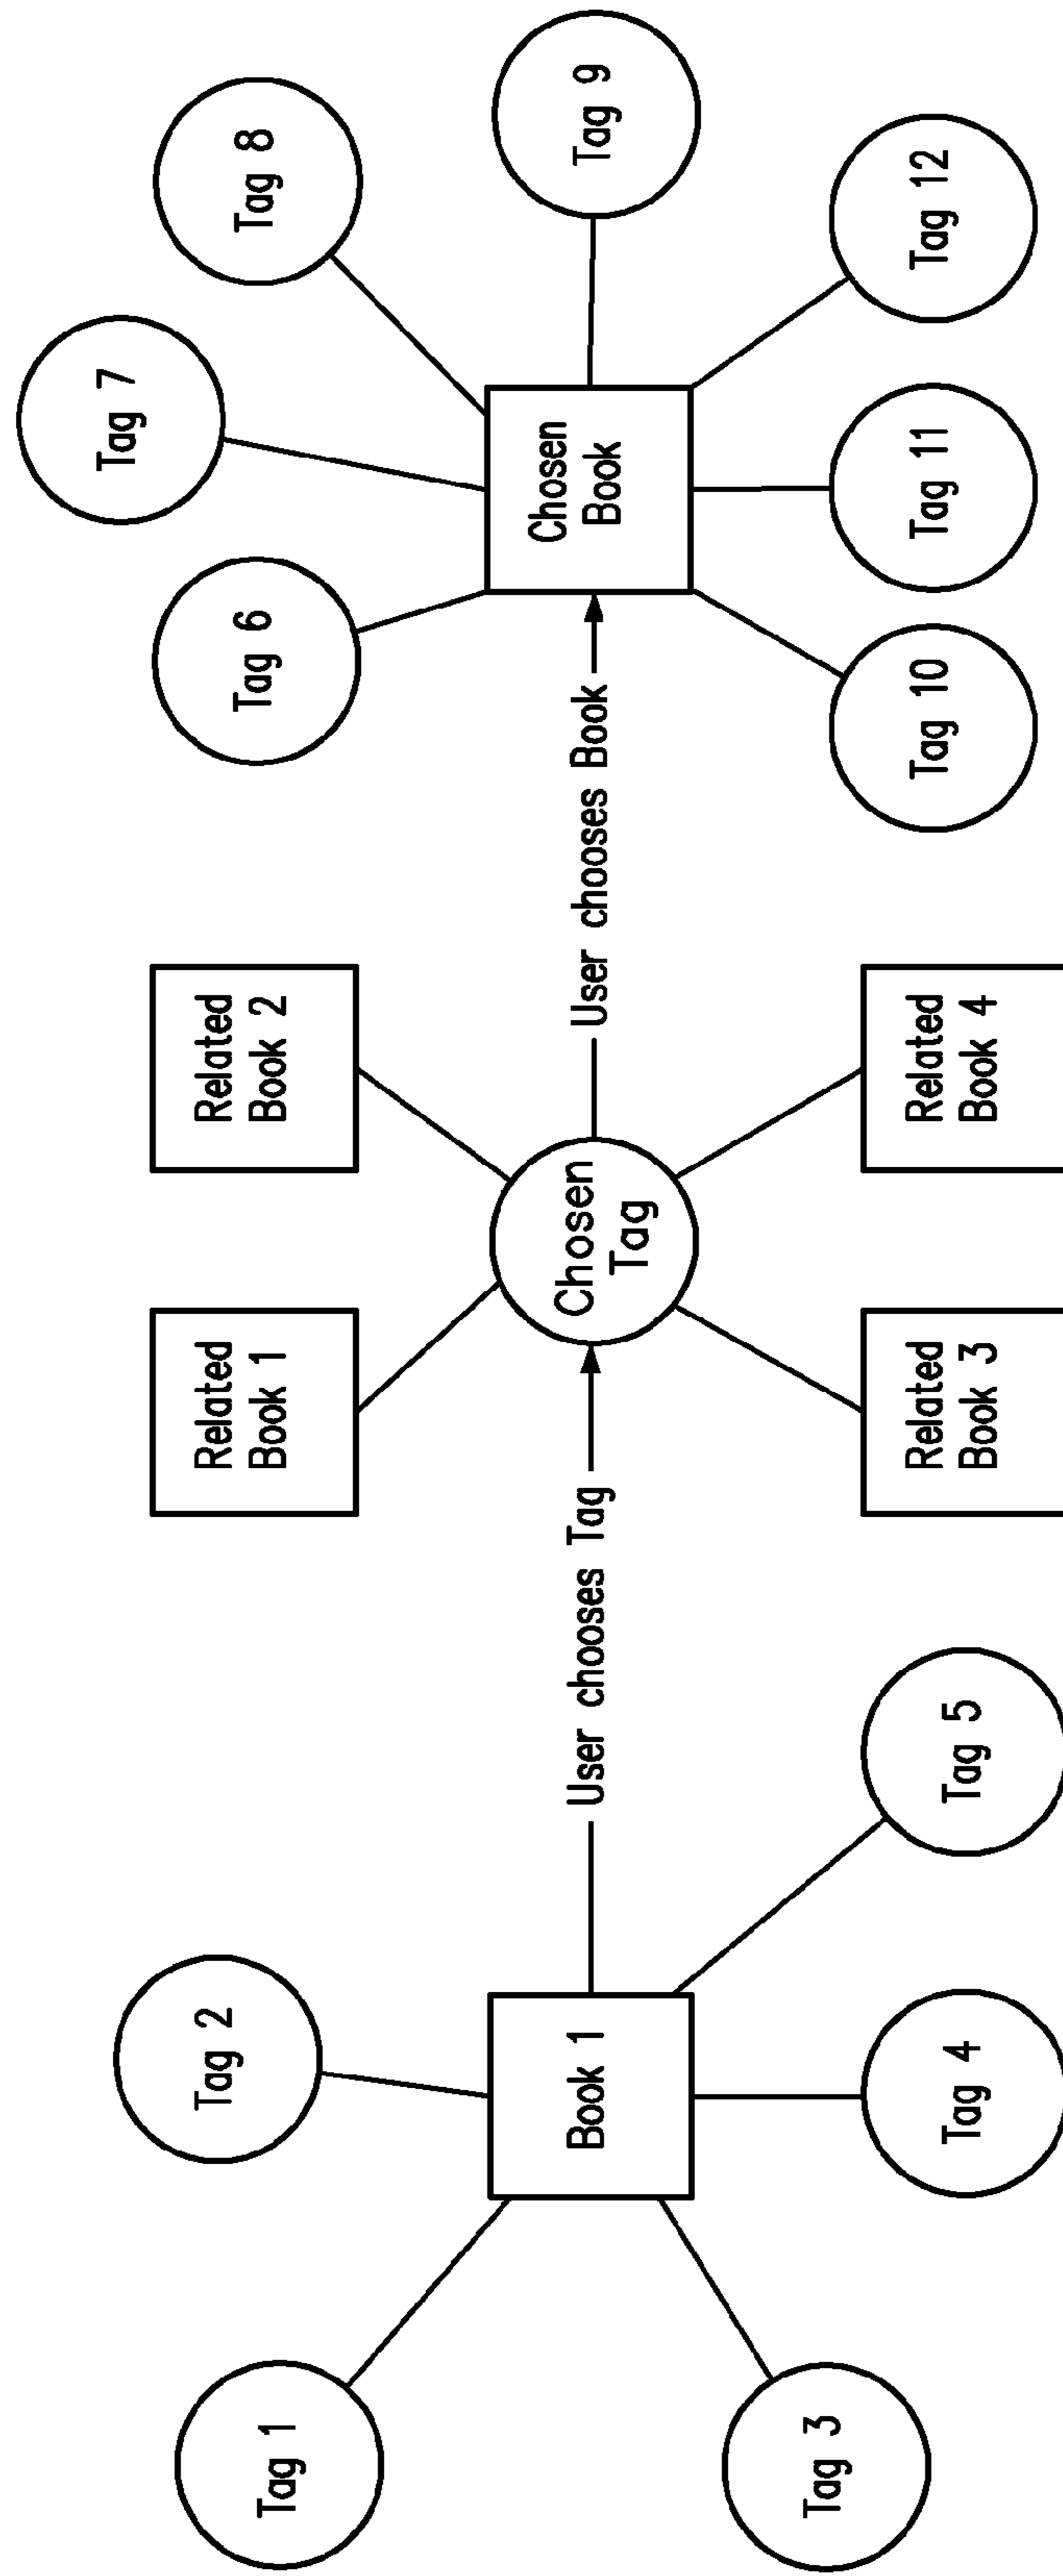 Tag 1
Tag 2
Book 1
Tag 3
Tag 4
Tag 5
User chooses Tag
Related
Book 1
Related
Book 2
Chosen
Tag
Related
Book 3
Related
Book 4
User chooses Book
Tag 6
Tag 7
Tag 8
Chosen
Book
Tag 9
Tag 10
Tag 11
Tag 12